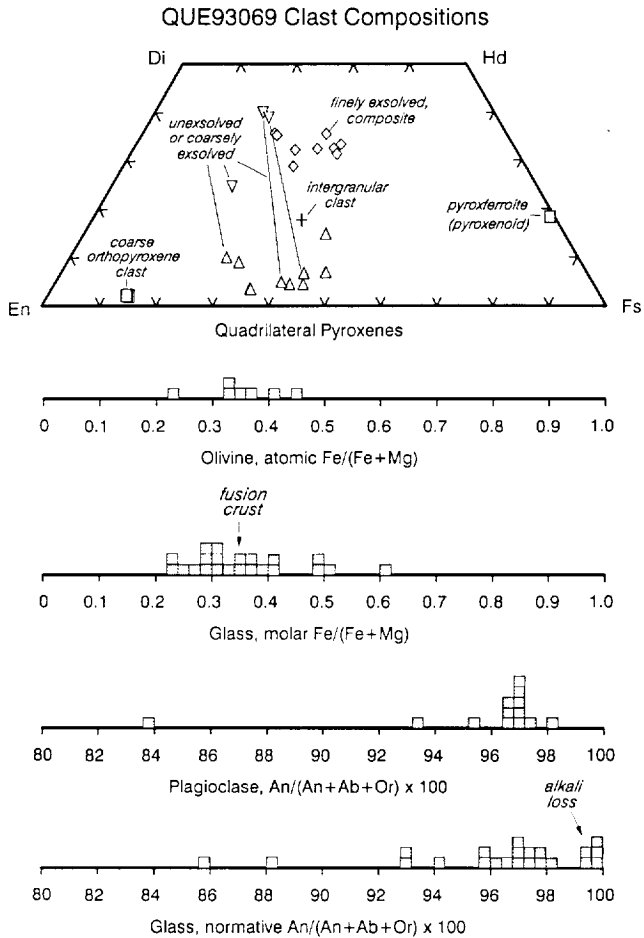 QUE93069 Clast Compositions
Di
Hd
finely exsolved,
composite
unexsolved
or coarsely
exsolved
intergranular
clast
pyroxferroite
(pyroxenoid)
coarse
orthopyroxene
clast
En
Fs
Quadrilateral Pyroxenes
0 0.1 0.2 0.3 0.4 0.5 0.6 0.7 0.8 0.9 1.0
Olivine, atomic Fe/(Fe+Mg)
fusion
crust
0 0.1 0.2 0.3 0.4 0.5 0.6 0.7 0.8 0.9 1.0
Glass, molar Fe/(Fe+Mg)
80 82 84 86 88 90 92 94 96 98 100
Plagioclase, An/(An+Ab+Or) x 100
alkali
loss
80 82 84 86 88 90 92 94 96 98 100
Glass, normative An/(An+Ab+Or) x 100